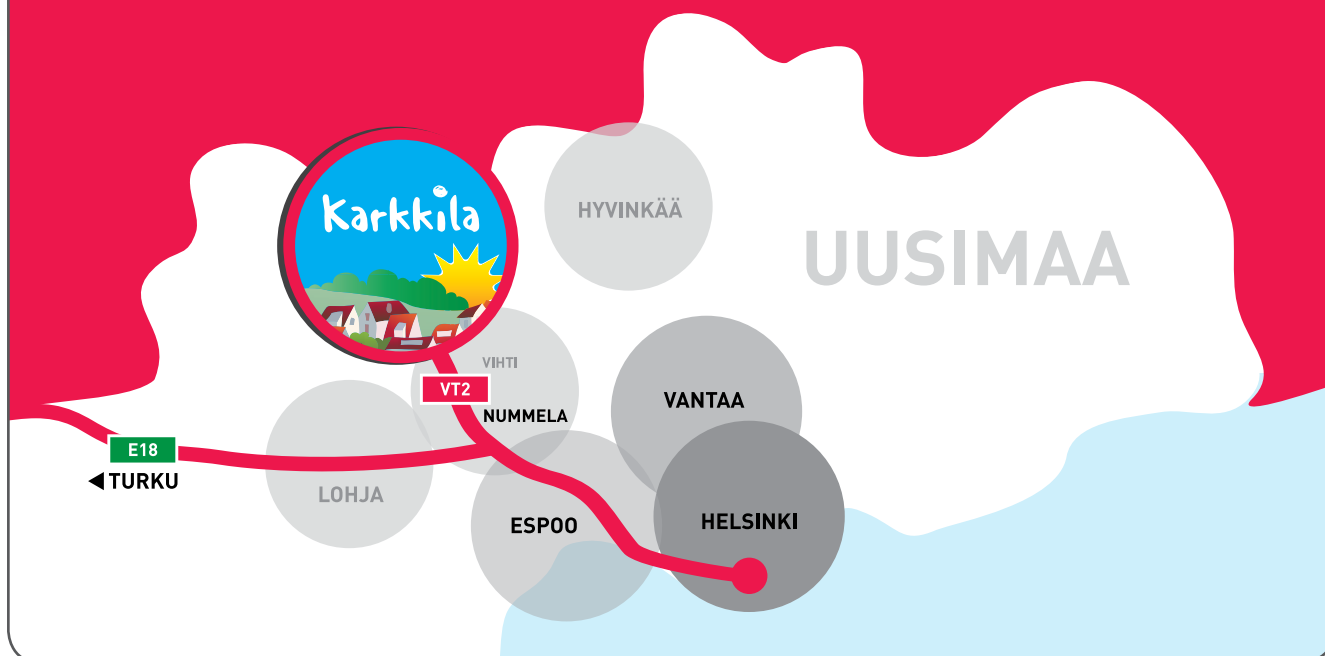 Karkkila
HYVINKÄÄ
UUSIMAA
VIHTI
VT2
NUMMELA
VANTAA
E18
◀TURKU
LOHJA
ESPOO
HELSINKI